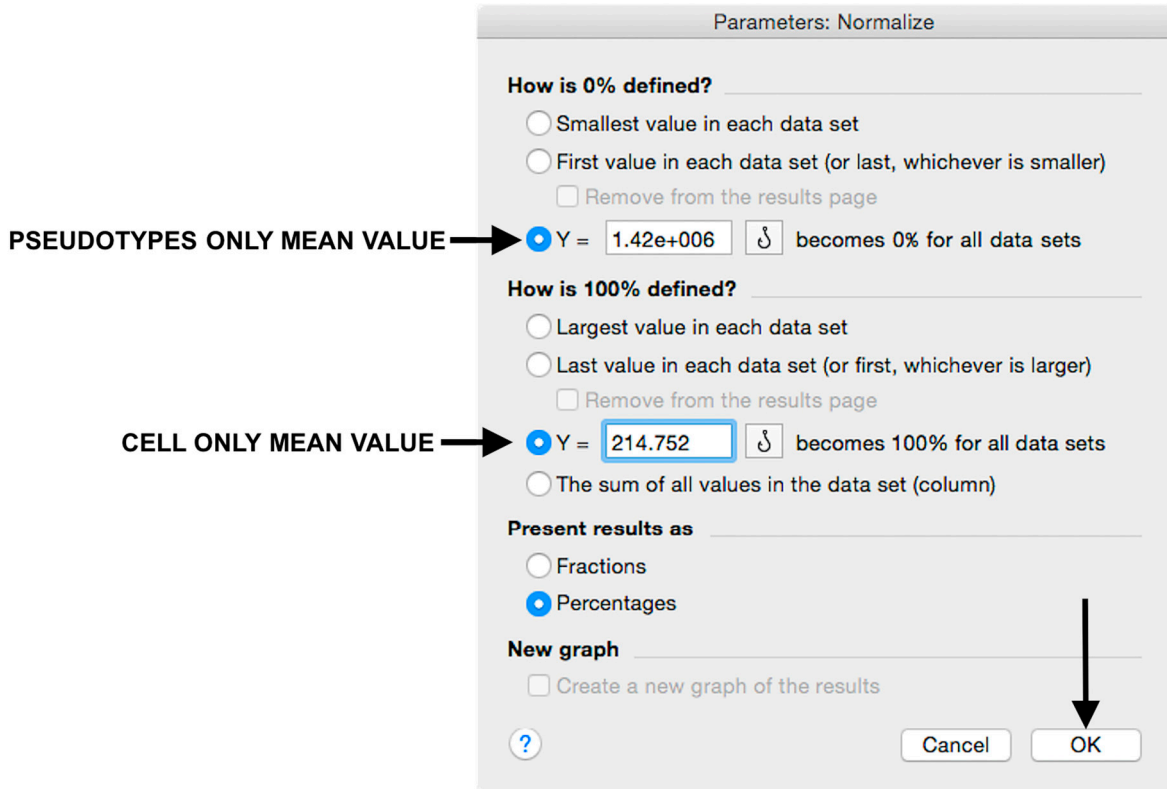 Parameters: Normalize
How is 0% defined?
Smallest value in each data set
First value in each data set (or last, whichever is smaller)
Remove from the results page
PSEUDOTYPES ONLY MEAN VALUE
Y = 1.42e+006 becomes 0% for all data sets
How is 100% defined?
Largest value in each data set
Last value in each data set (or first, whichever is larger)
Remove from the results page
CELL ONLY MEAN VALUE
Y = 214.752 becomes 100% for all data sets
The sum of all values in the data set (column)
Present results as
Fractions
Percentages
New graph
Create a new graph of the results
? Cancel OK